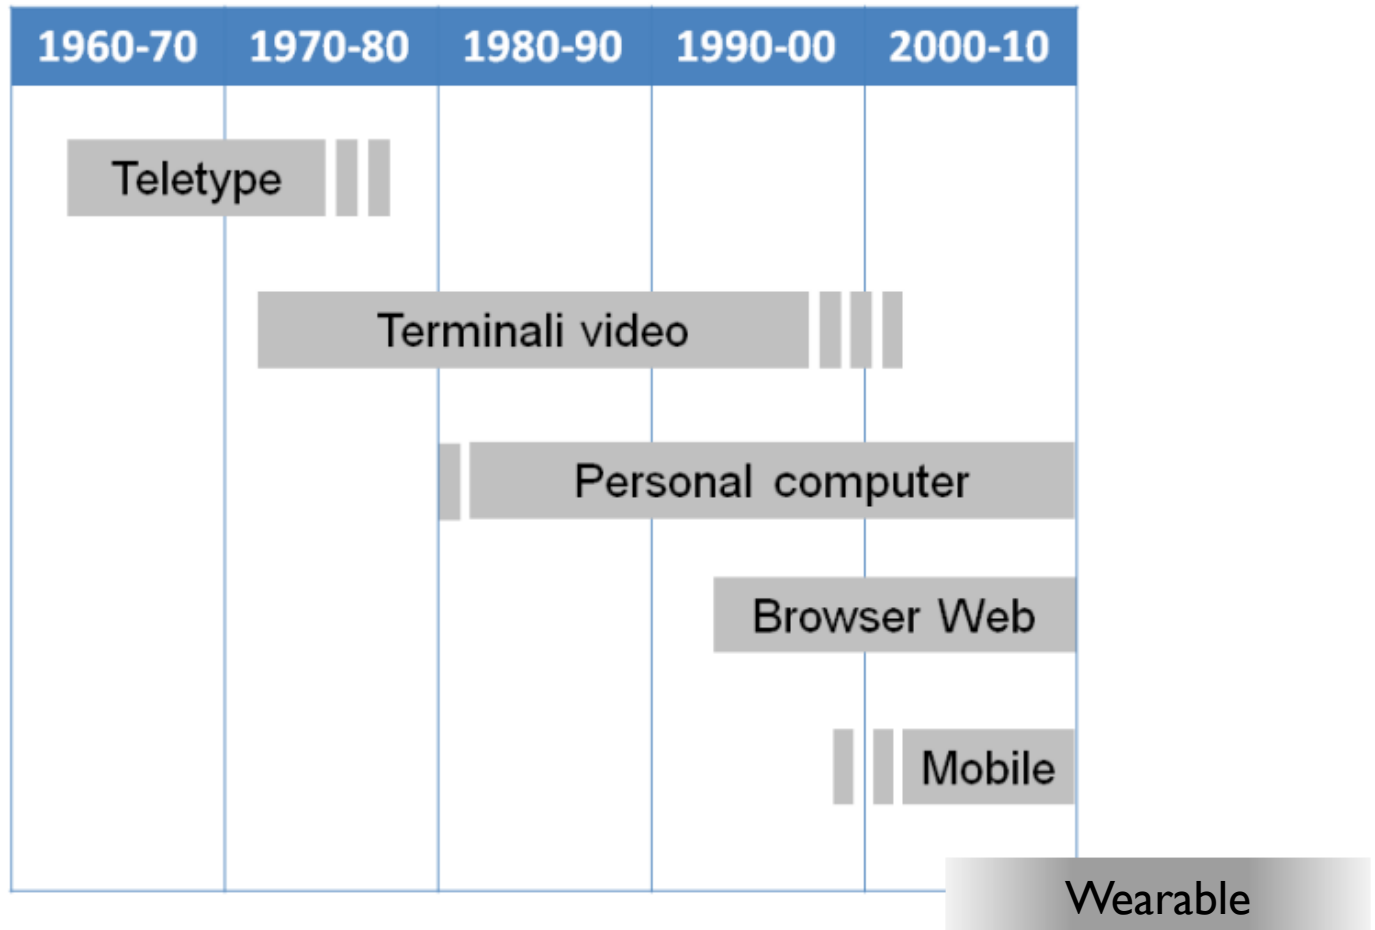 1960-70 1970-80 1980-90 1990-00 2000-10
Teletype
Terminali video
Personal computer
Browser Web
Mobile
Wearable